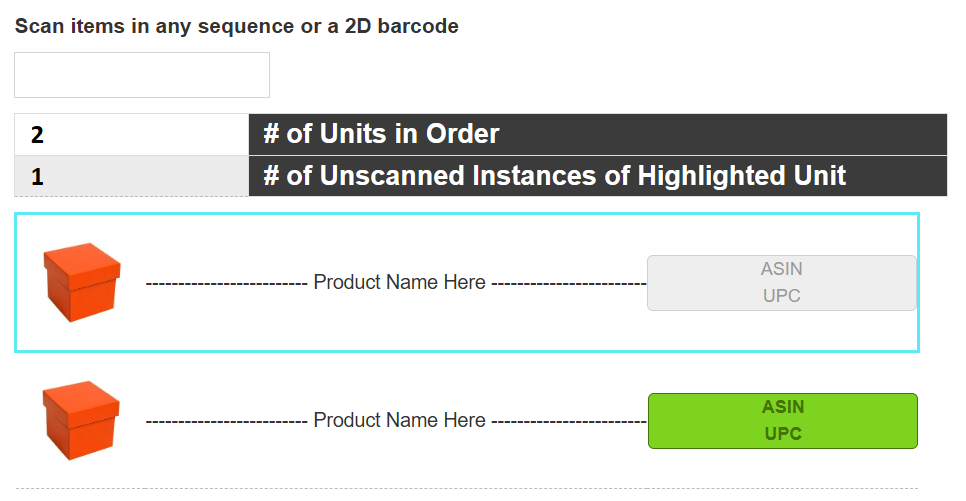 Scan items in any sequence or a 2D barcode
2 # of Units in Order
1 # of Unscanned Instances of Highlighted Unit
------------------------- Product Name Here ------------------------ ASIN
UPC
------------------------- Product Name Here ------------------------ ASIN
UPC